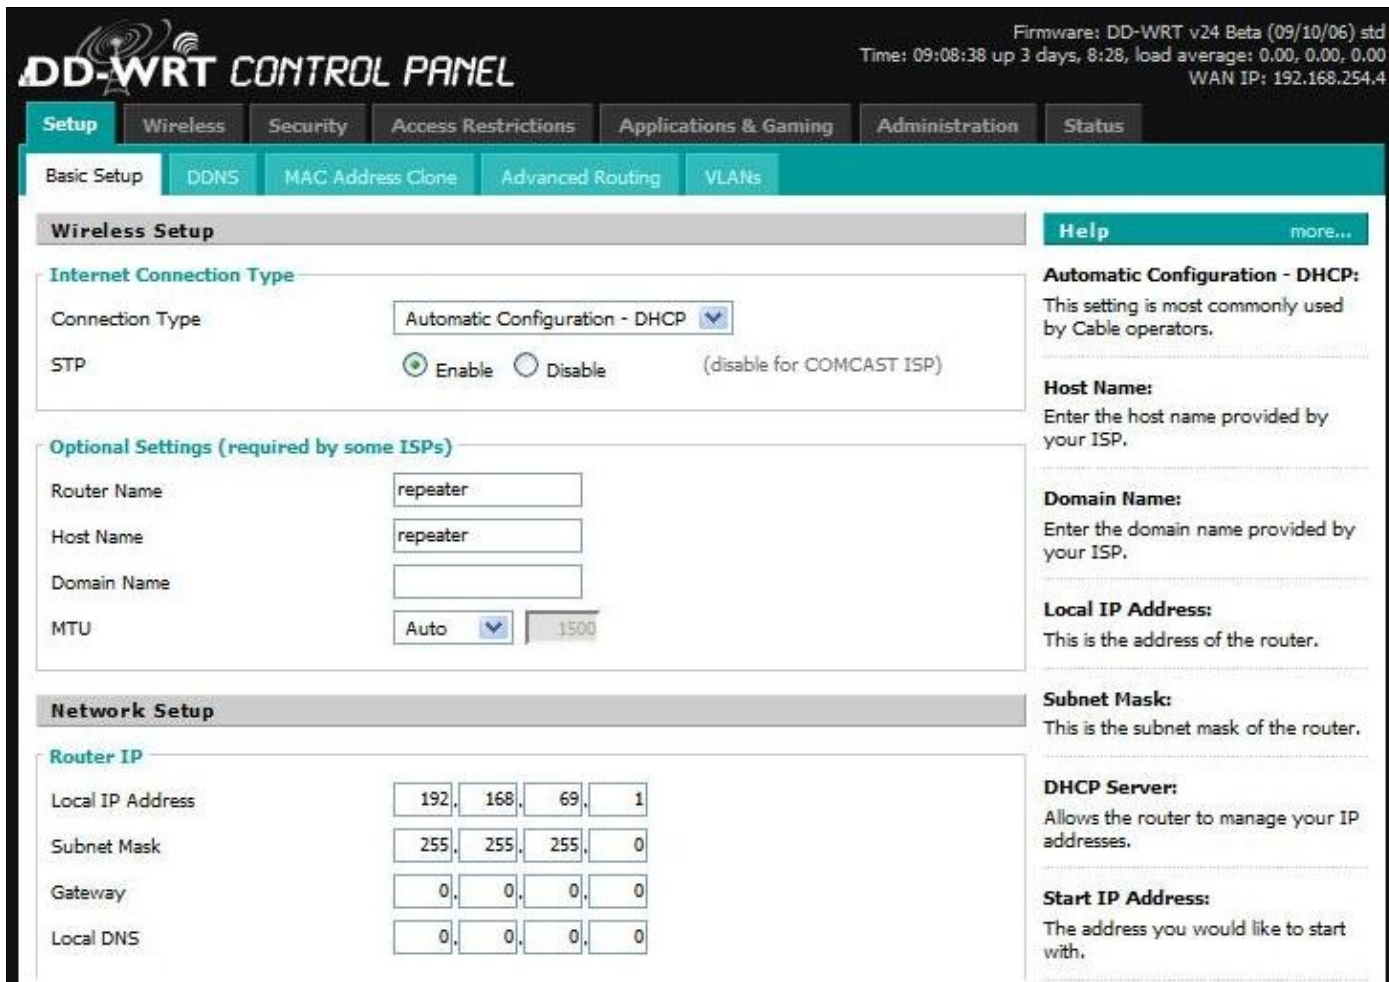 DD-WRT CONTROL PANEL
Firmware: DD-WRT v24 Beta (09/10/06) std
Time: 09:08:38 up 3 days, 8:28, load average: 0.00, 0.00, 0.00
WAN IP: 192.168.254.4
Setup Wireless Security Access Restrictions Applications & Gaming Administration Status
Basic Setup DDNS MAC Address Clone Advanced Routing VLANs
Wireless Setup
Internet Connection Type
Connection Type Automatic Configuration - DHCP
STP Enable Disable (disable for COMCAST ISP)
Optional Settings (required by some ISPs)
Router Name repeater
Host Name repeater
Domain Name
MTU Auto 1500
Network Setup
Router IP
Local IP Address 192. 168. 69. 1
Subnet Mask 255. 255. 255. 0
Gateway 0. 0. 0. 0
Local DNS 0. 0. 0. 0
Help more...
Automatic Configuration - DHCP:
This setting is most commonly used
by Cable operators.
Host Name:
Enter the host name provided by
your ISP.
Domain Name:
Enter the domain name provided by
your ISP.
Local IP Address:
This is the address of the router.
Subnet Mask:
This is the subnet mask of the router.
DHCP Server:
Allows the router to manage your IP
addresses.
Start IP Address:
The address you would like to start
with.